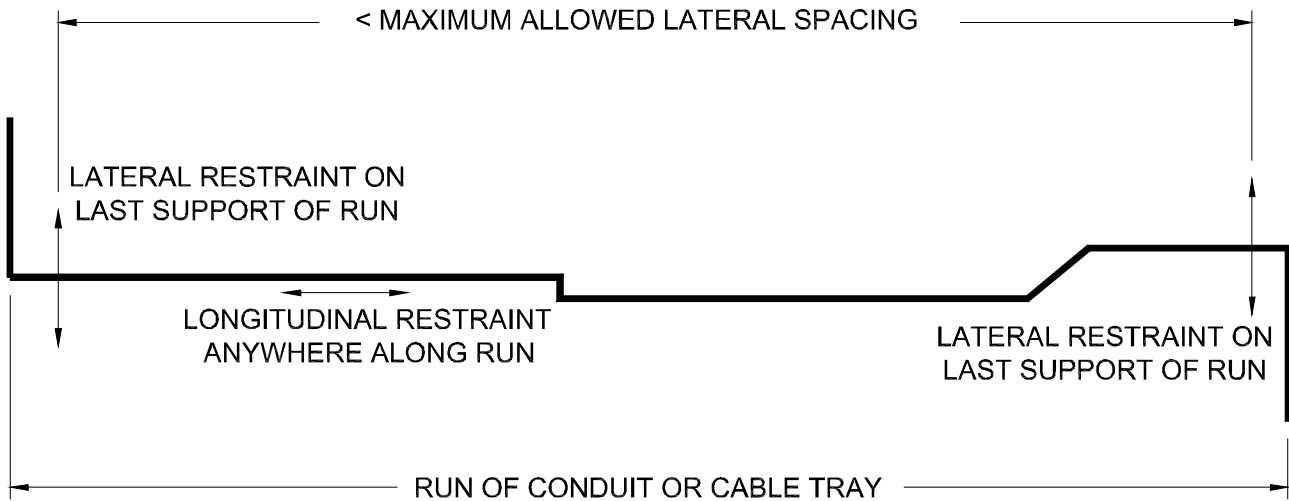 < MAXIMUM ALLOWED LATERAL SPACING
LATERAL RESTRAINT ON
LAST SUPPORT OF RUN
LONGITUDINAL RESTRAINT
ANYWHERE ALONG RUN
LATERAL RESTRAINT ON
LAST SUPPORT OF RUN
RUN OF CONDUIT OR CABLE TRAY